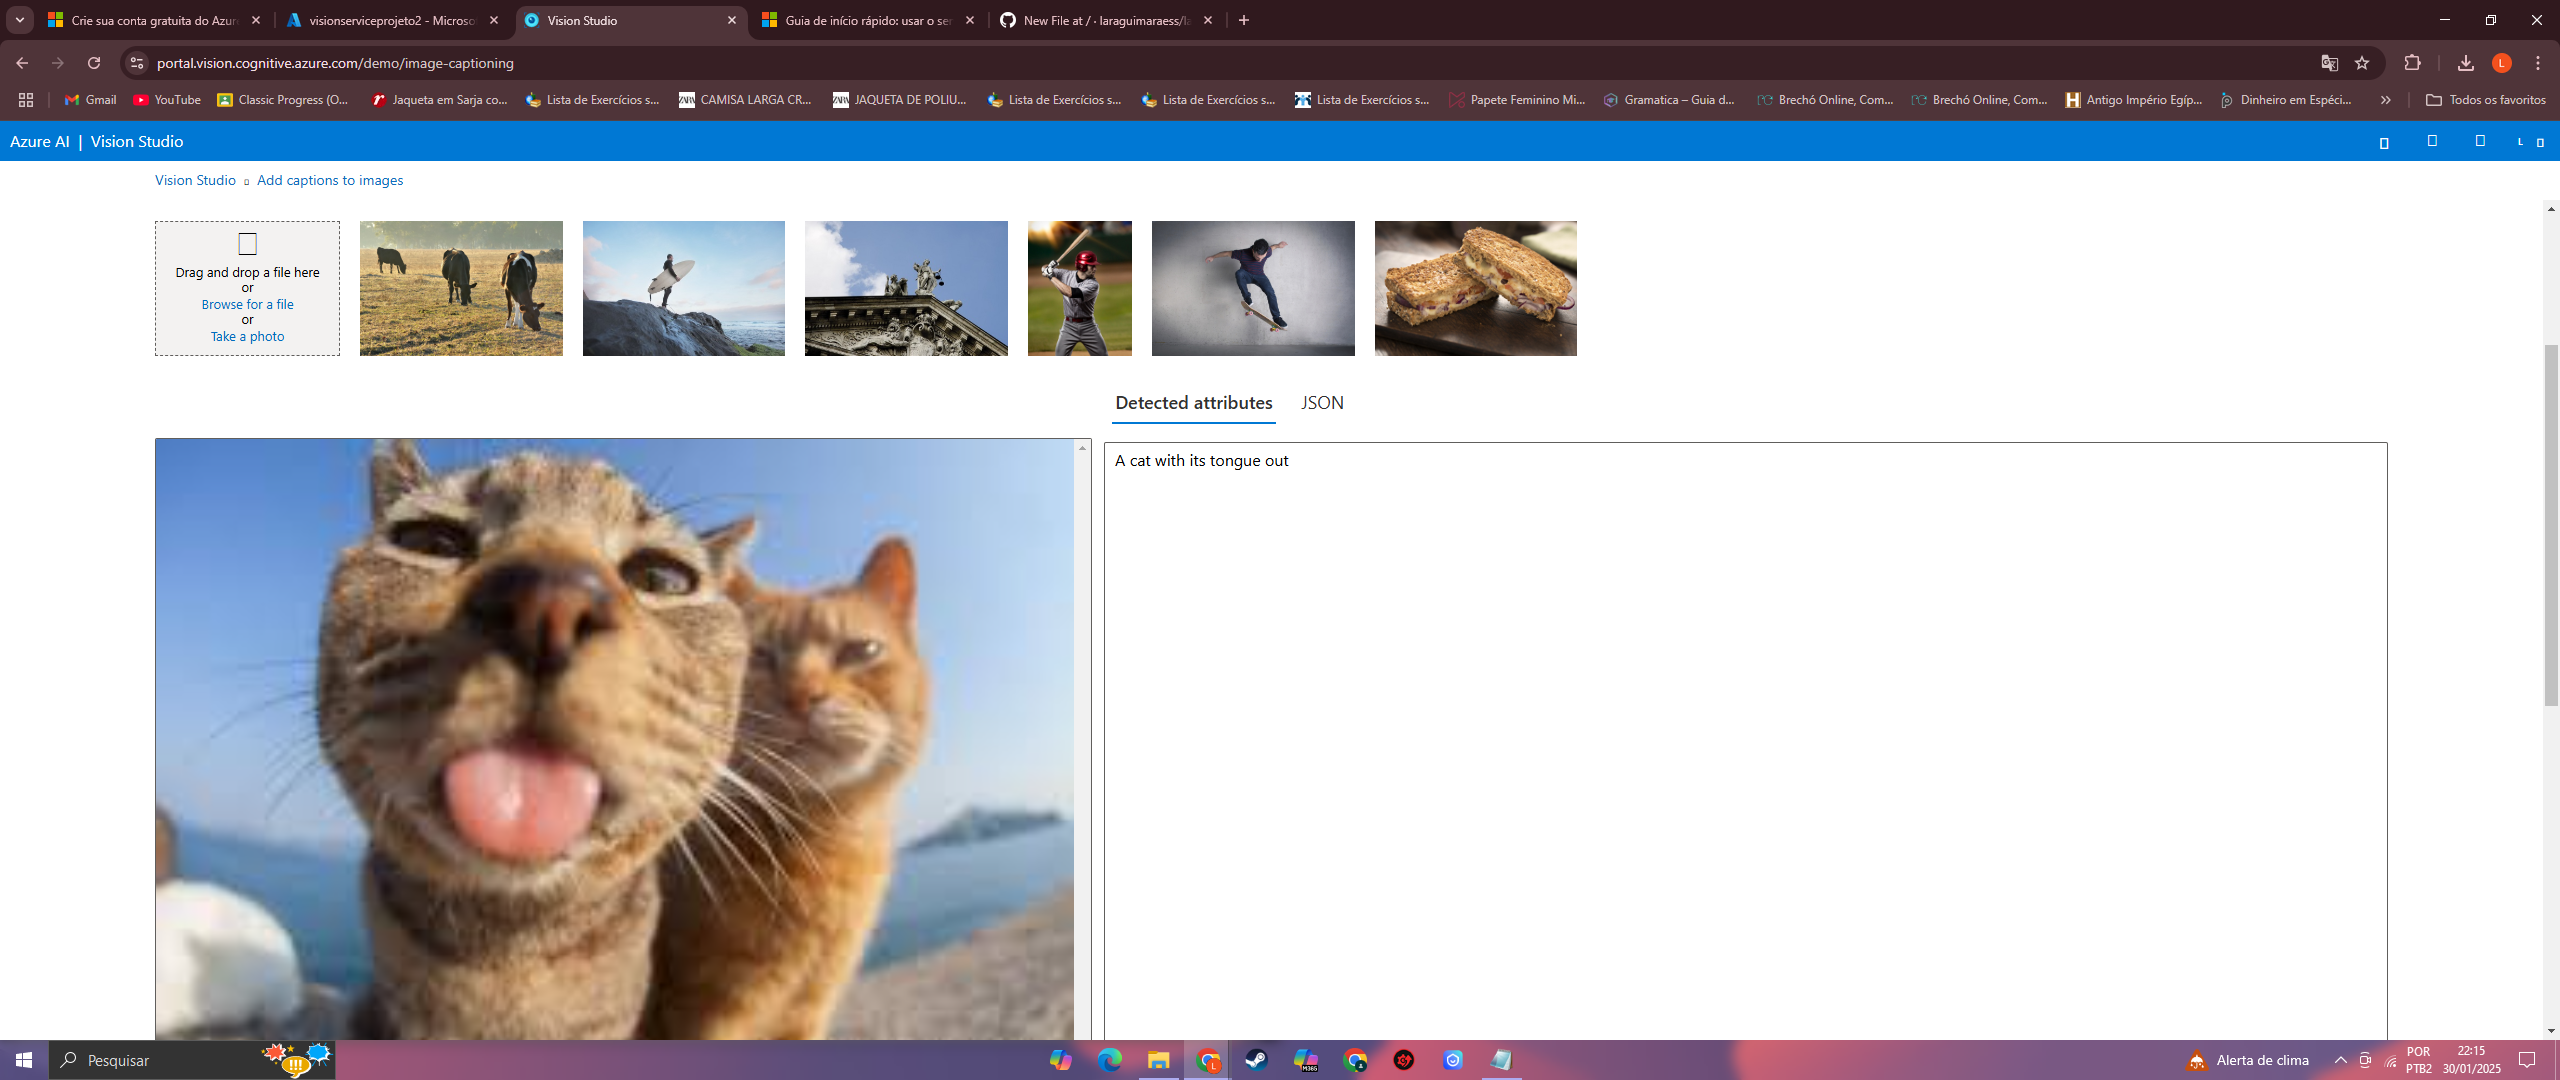 Crie sua conta gratuita do Azur
visionserviceprojeto2 - Microso
Vision Studio
Guia de início rápido: usar o ser
New File at / · laraguimaraess/la
portal.vision.cognitive.azure.com/demo/image-captioning
L
Gmail
YouTube
Classic Progress (O...
Jaqueta em Sarja co...
Lista de Exercícios s...
CAMISA LARGA CR...
JAQUETA DE POLIU...
Lista de Exercícios s...
Lista de Exercícios s...
Lista de Exercícios s...
Papete Feminino Mi...
Gramatica – Guia d...
Brechó Online, Com...
Brechó Online, Com...
Antigo Império Egíp...
Dinheiro em Espéci...
Todos os favoritos
Azure AI | Vision Studio
L
Vision Studio
Add captions to images
Drag and drop a file here
or
Browse for a file
or
Take a photo
Detected attributes
JSON
A cat with its tongue out
Pesquisar
Alerta de clima
POR
PTB2
22:15
30/01/2025